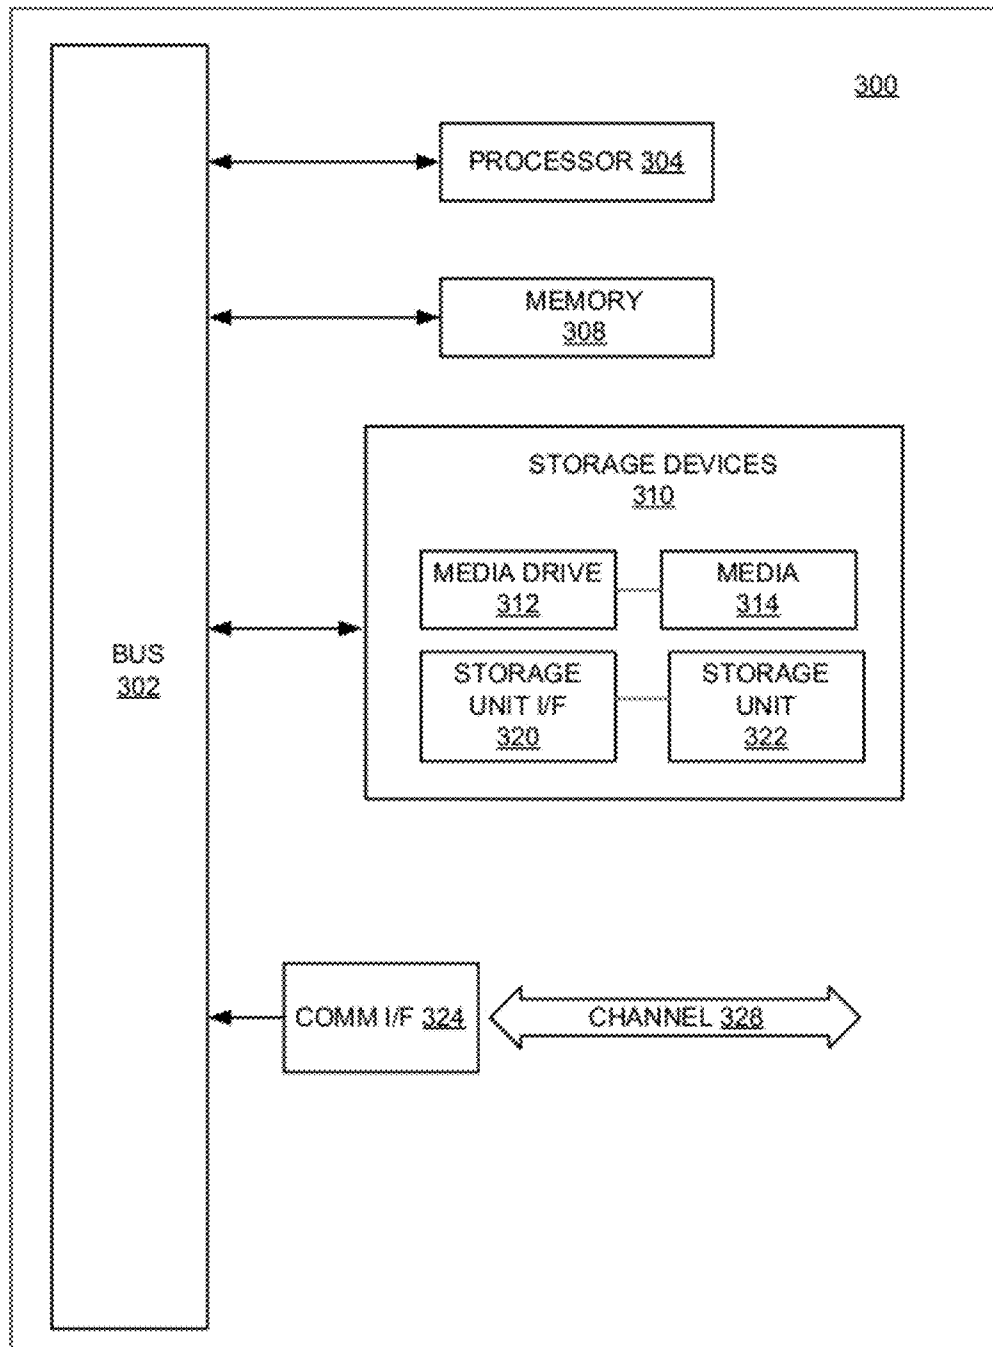 300
PROCESSOR 304
MEMORY
308
STORAGE DEVICES
310
MEDIA DRIVE
312
MEDIA
314
BUS
302
STORAGE
UNIT I/F
320
STORAGE
UNIT
322
COMM I/F 324
CHANNEL 328